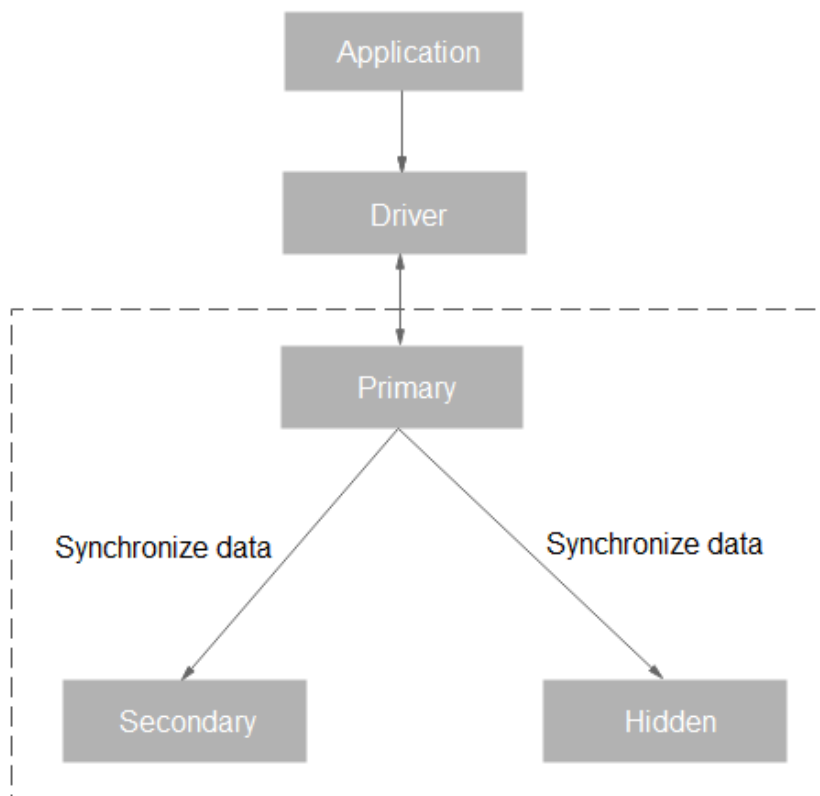 Application
Driver
Primary
Synchronize data
Synchronize data
Secondary
Hidden